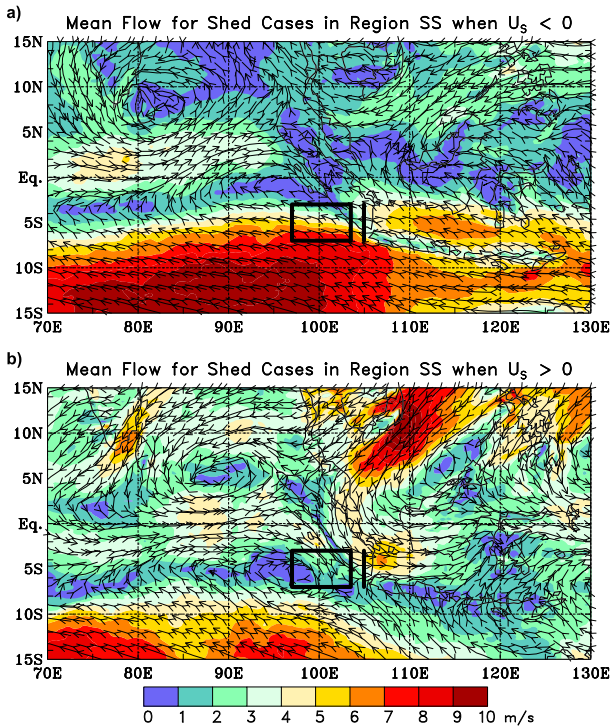 a)
Mean Flow for Shed Cases in Region SS when U_S < 0
15N
10N
5N
Eq.
5S
10S
15S
70E 80E 90E 100E 110E 120E 130E
b)
Mean Flow for Shed Cases in Region SS when U_S > 0
15N
10N
5N
Eq.
5S
10S
15S
70E 80E 90E 100E 110E 120E 130E
0 1 2 3 4 5 6 7 8 9 10 m/s